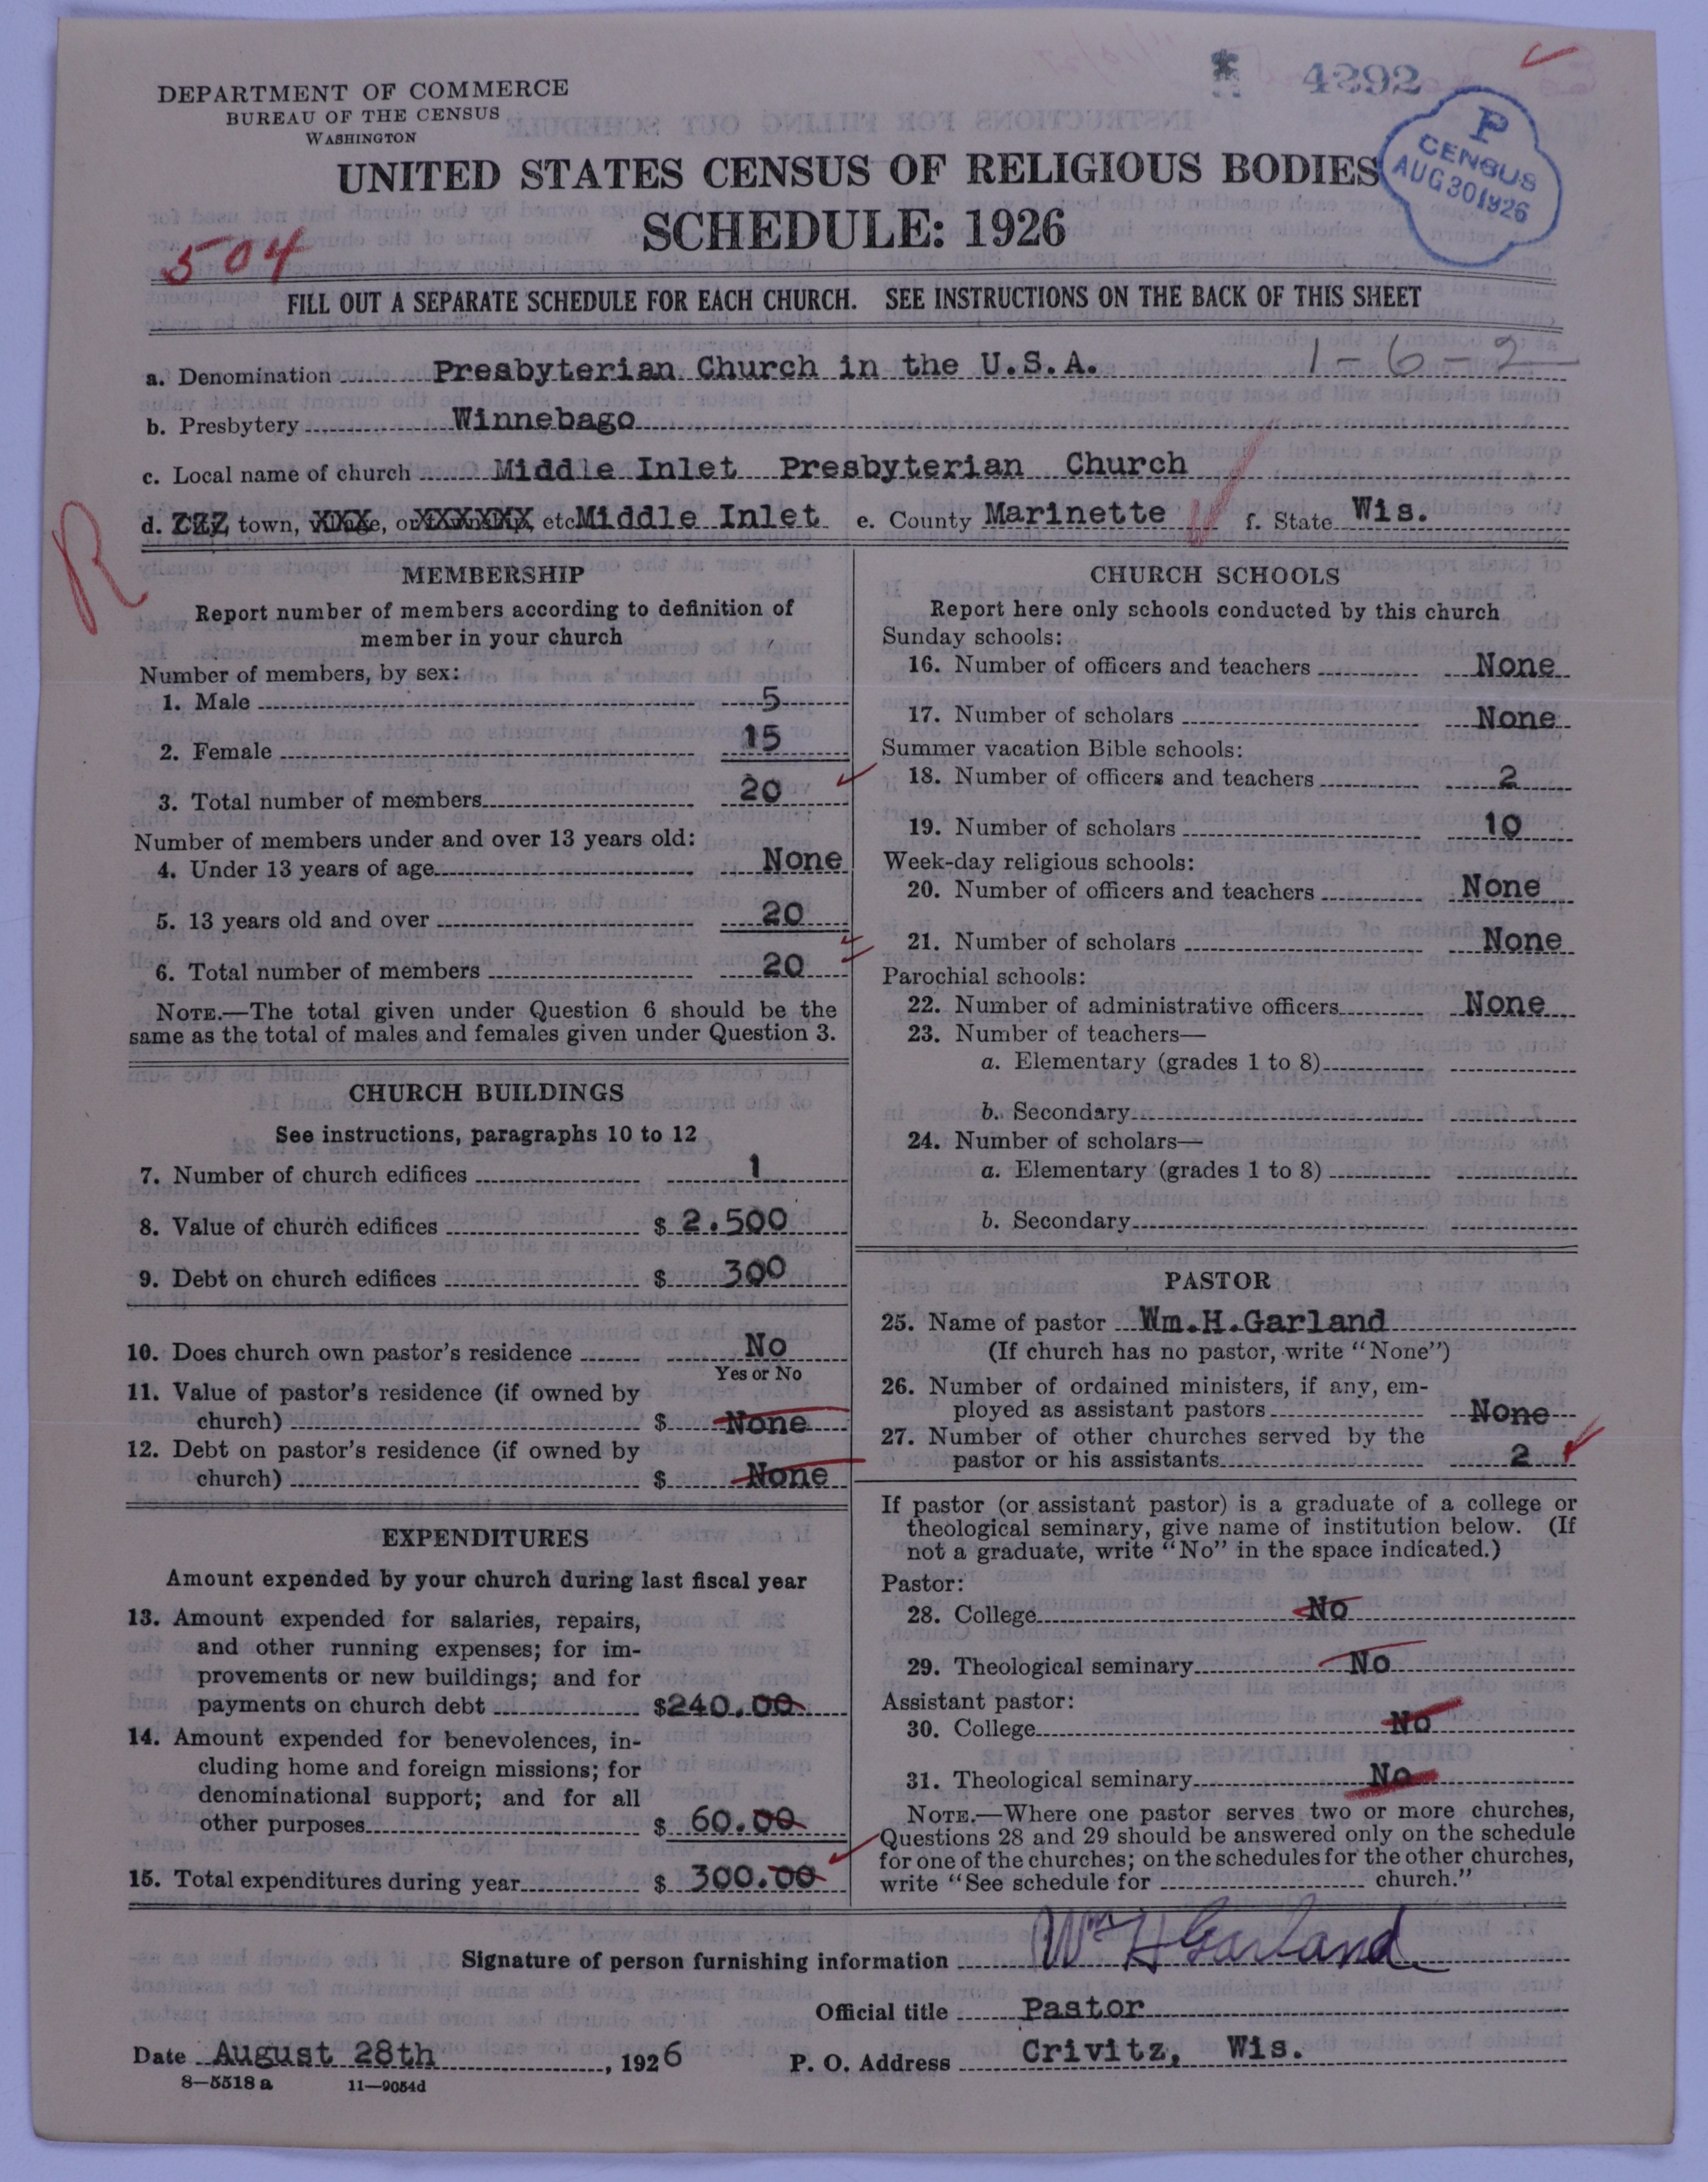 4292
DEPARTMENT OF COMMERCE
BUREAU OF THE CENSUS
WASHINGTON
P
CENSUS
AUG 30 1926
UNITED STATES CENSUS OF RELIGIOUS BODIES
SCHEDULE: 1926
504
FILL OUT A SEPARATE SCHEDULE FOR EACH CHURCH. SEE INSTRUCTIONS ON THE BACK OF THIS SHEET
a. Denomination Presbyterian Church in the U.S.A. 1-6-2
b. Presbytery Winnebago
c. Local name of church Middle Inlet Presbyterian Church
d. town, etc Middle Inlet e. County Marinette f. State Wis.
R
MEMBERSHIP
Report number of members according to definition of
member in your church
Number of members, by sex:
1. Male 5
2. Female 15
3. Total number of members 20
Number of members under and over 13 years old:
4. Under 13 years of age None
5. 13 years old and over 20
6. Total number of members 20
NOTE.—The total given under Question 6 should be the
same as the total of males and females given under Question 3.
CHURCH BUILDINGS
See instructions, paragraphs 10 to 12
7. Number of church edifices 1
8. Value of church edifices $ 2.500
9. Debt on church edifices $ 300
10. Does church own pastor's residence No
Yes or No
11. Value of pastor's residence (if owned by
church) $ None
12. Debt on pastor's residence (if owned by
church) $ None
EXPENDITURES
Amount expended by your church during last fiscal year
13. Amount expended for salaries, repairs,
and other running expenses; for im-
provements or new buildings; and for
payments on church debt $240.00
14. Amount expended for benevolences, in-
cluding home and foreign missions; for
denominational support; and for all
other purposes $ 60.00
15. Total expenditures during year $ 300.00
CHURCH SCHOOLS
Report here only schools conducted by this church
Sunday schools:
16. Number of officers and teachers None
17. Number of scholars None
Summer vacation Bible schools:
18. Number of officers and teachers 2
19. Number of scholars 10
Week-day religious schools:
20. Number of officers and teachers None
21. Number of scholars None
Parochial schools:
22. Number of administrative officers None
23. Number of teachers—
a. Elementary (grades 1 to 8)
b. Secondary
24. Number of scholars—
a. Elementary (grades 1 to 8)
b. Secondary
PASTOR
25. Name of pastor Wm.H.Garland
(If church has no pastor, write "None")
26. Number of ordained ministers, if any, em-
ployed as assistant pastors None
27. Number of other churches served by the
pastor or his assistants 2
If pastor (or assistant pastor) is a graduate of a college or
theological seminary, give name of institution below. (If
not a graduate, write "No" in the space indicated.)
Pastor:
28. College No
29. Theological seminary No
Assistant pastor:
30. College No
31. Theological seminary No
NOTE.—Where one pastor serves two or more churches,
Questions 28 and 29 should be answered only on the schedule
for one of the churches; on the schedules for the other churches,
write "See schedule for church."
Signature of person furnishing information Wm H Garland
Official title Pastor
Date August 28th, 1926 P. O. Address Crivitz, Wis.
8—5518 a 11—9054d